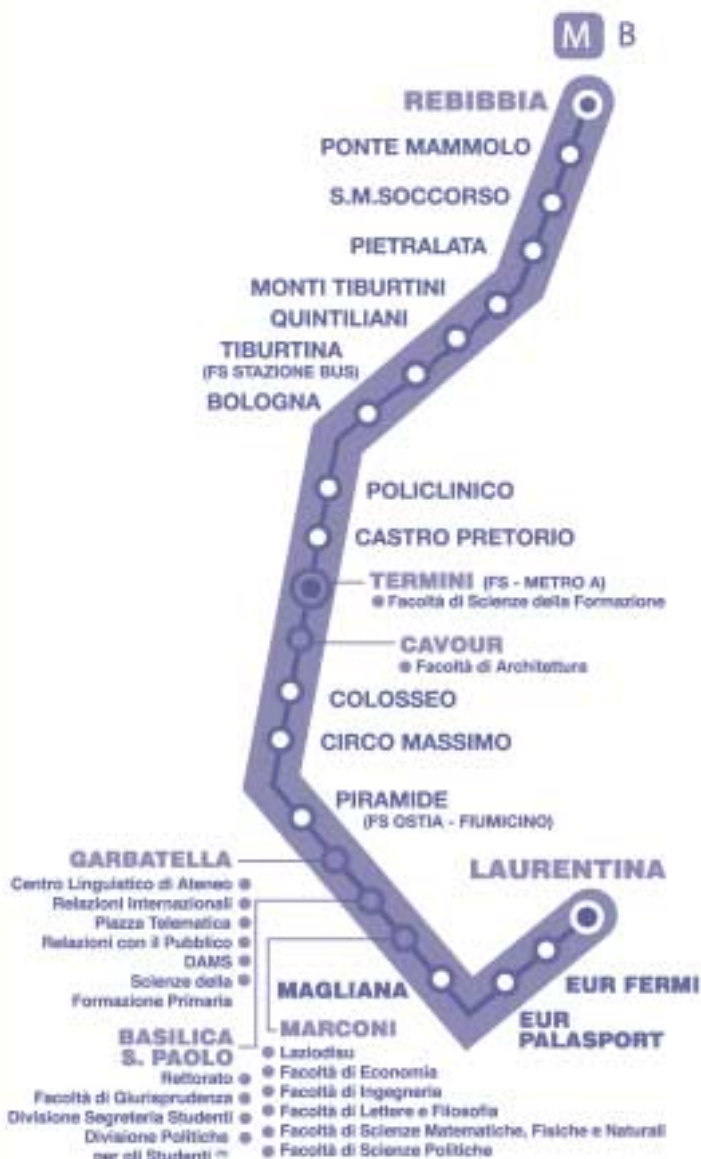 M B
REBIBBIA
PONTE MAMMOLO
S.M.SOCCORSO
PIETRALATA
MONTI TIBURTINI
QUINTILIANI
TIBURTINA
(FS STAZIONE BUS)
BOLOGNA
POLICLINICO
CASTRO PRETORIO
TERMINI (FS - METRO A)
Facoltà di Scienze della Formazione
CAVOUR
Facoltà di Architettura
COLOSSEO
CIRCO MASSIMO
PIRAMIDE
(FS OSTIA - FIUMICINO)
GARBATELLA
Centro Linguistico di Ateneo
Relazioni Internazionali
Piazza Telematica
Relazioni con il Pubblico
DAMS
Scienze della
Formazione Primaria
LAURENTINA
EUR FERMI
EUR
PALASPORT
MAGLIANA
BASILICA
S. PAOLO
Rettorato
Facoltà di Giurisprudenza
Divisione Segreteria Studenti
Divisione Politiche
per gli Studenti
MARCONI
Laziodisu
Facoltà di Economia
Facoltà di Ingegneria
Facoltà di Lettere e Filosofia
Facoltà di Scienze Matematiche, Fisiche e Naturali
Facoltà di Scienze Politiche